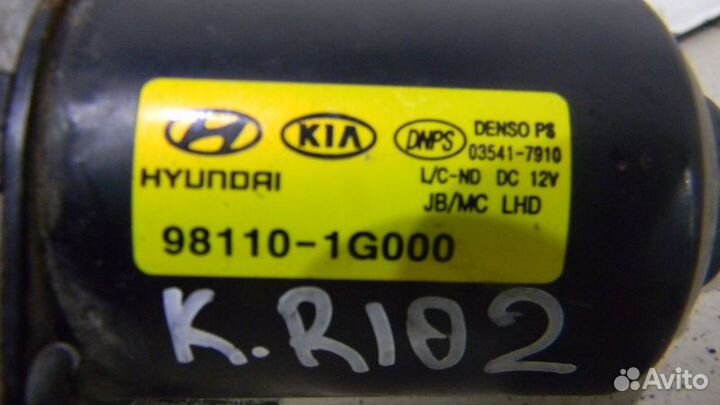 KIA DNPS DENSO PS
HYUNDAI 03541-7910
L/C-ND DC 12V
JB/MC LHD
98110-1G000
K.RIO2
Avito